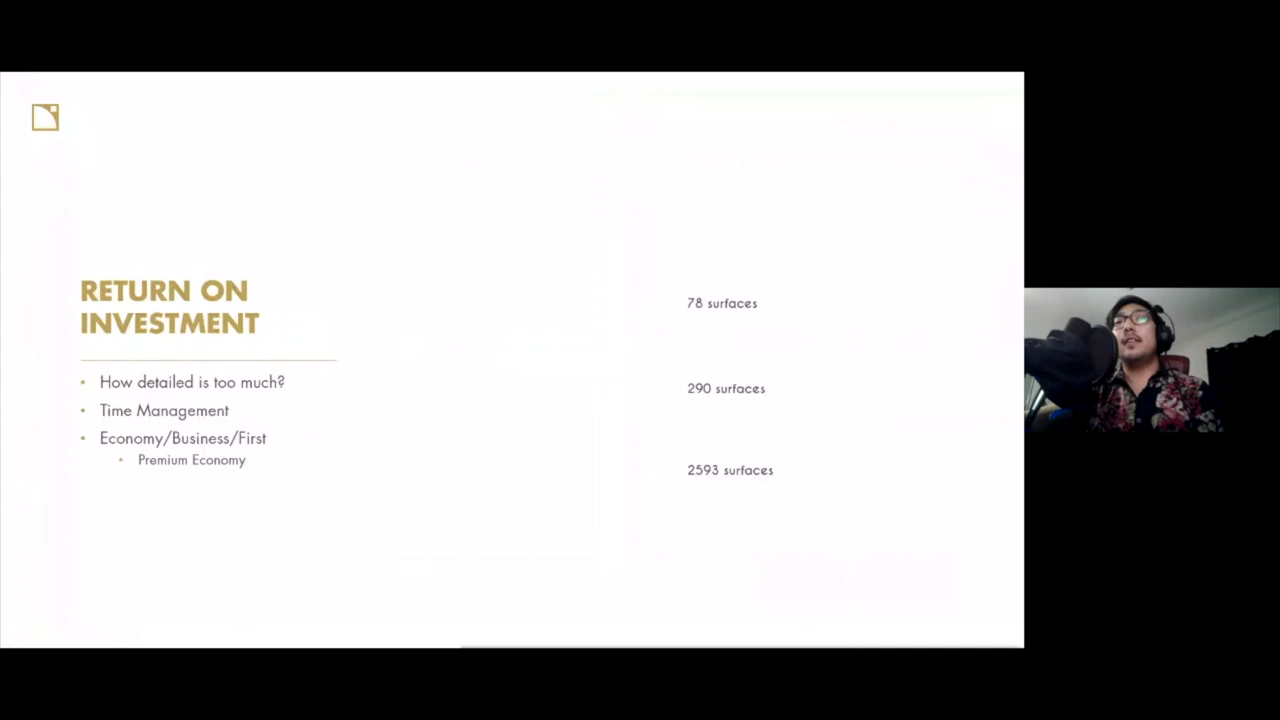 RETURN ON
INVESTMENT
• How detailed is too much?
• Time Management
• Economy/Business/First
• Premium Economy
78 surfaces
290 surfaces
2593 surfaces